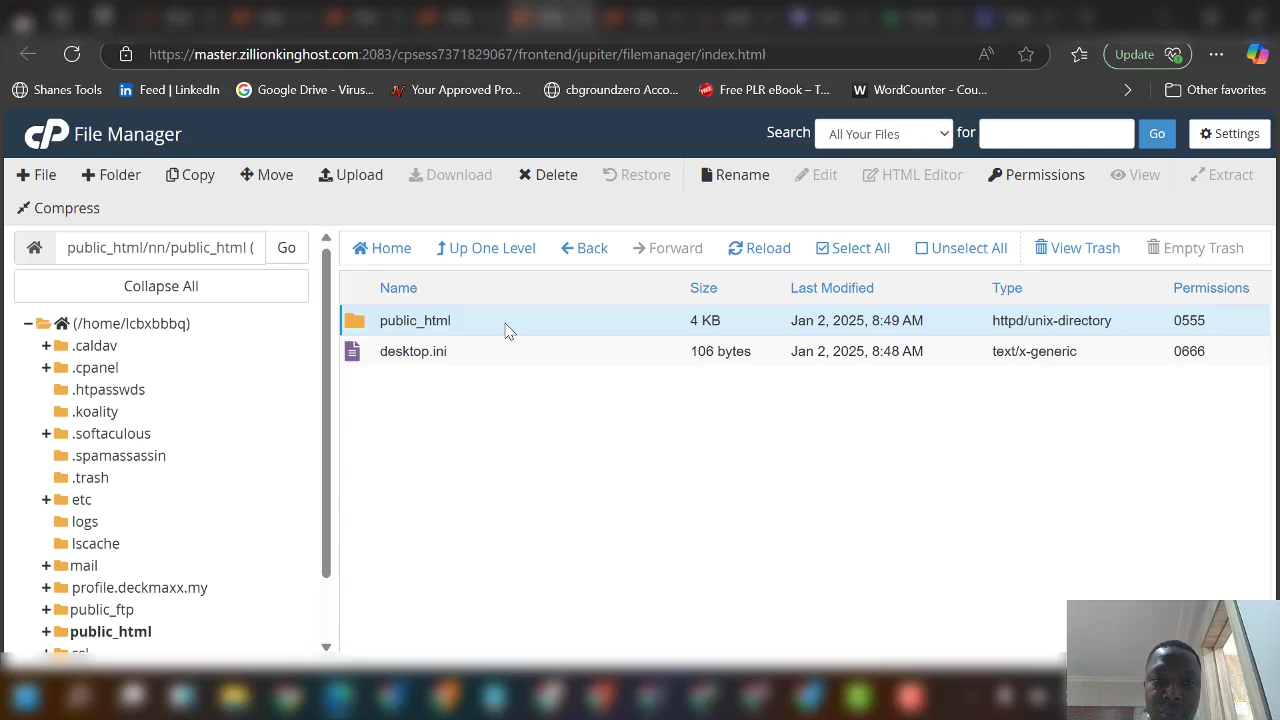 https://master.zillionkinghost.com:2083/cpsess7371829067/frontend/jupiter/filemanager/index.html
Update
Shanes Tools
Feed | LinkedIn
Google Drive - Virus...
Your Approved Pro...
cbgroundzero Acco...
Free PLR eBook – T...
WordCounter - Cou...
Other favorites
cP File Manager
Search
All Your Files
for
Go
Settings
File
Folder
Copy
Move
Upload
Download
Delete
Restore
Rename
Edit
HTML Editor
Permissions
View
Extract
Compress
public_html/nn/public_html (
Go
Collapse All
(/home/lcbxbbbq)
.caldav
.cpanel
.htpasswds
.koality
.softaculous
.spamassassin
.trash
etc
logs
lscache
mail
profile.deckmaxx.my
public_ftp
public_html
Home
Up One Level
Back
Forward
Reload
Select All
Unselect All
View Trash
Empty Trash
Name Size Last Modified Type Permissions
public_html 4 KB Jan 2, 2025, 8:49 AM httpd/unix-directory 0555
desktop.ini 106 bytes Jan 2, 2025, 8:48 AM text/x-generic 0666